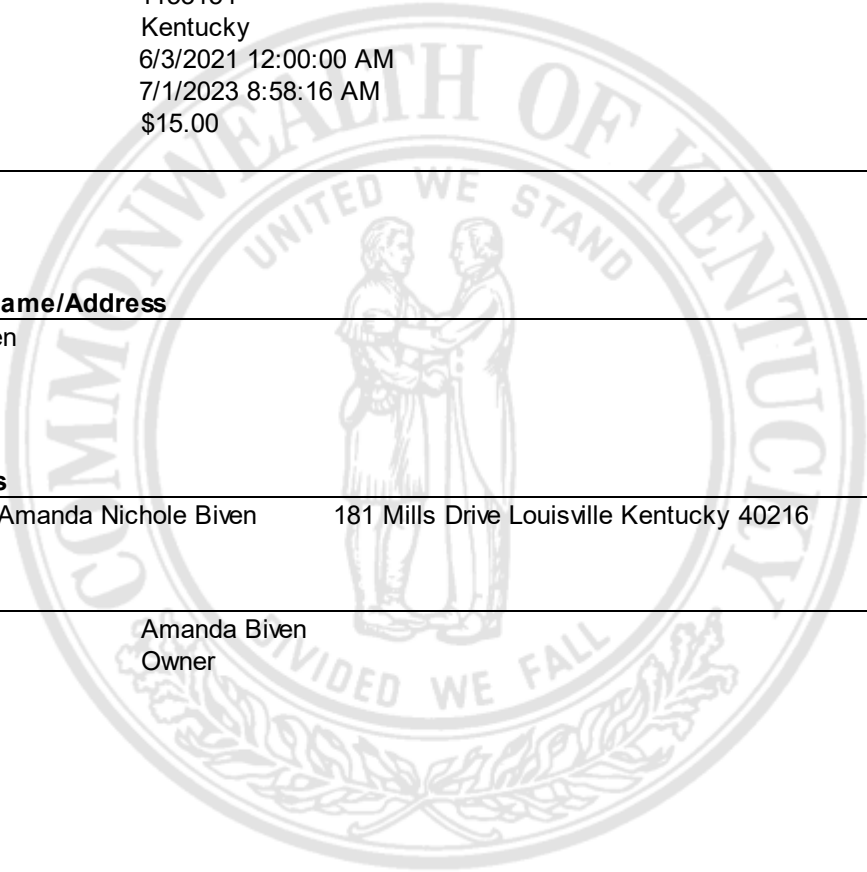 Kentucky
6/3/2021 12:00:00 AM
7/1/2023 8:58:16 AM
$15.00
COMMONWEALTH OF KENTUCKY
UNITED WE STAND
ame/Address
en
s
Amanda Nichole Biven 181 Mills Drive Louisville Kentucky 40216
Amanda Biven
Owner
DIVIDED WE FALL